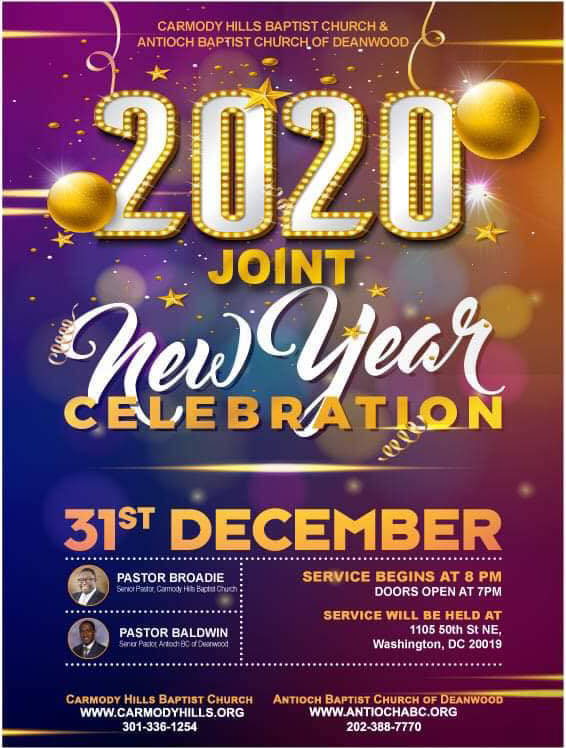 CARMODY HILLS BAPTIST CHURCH &
ANTIOCH BAPTIST CHURCH OF DEANWOOD
2020
JOINT
New Year
CELEBRATION
31ST DECEMBER
PASTOR BROADIE
Senior Pastor, Carmody Hills Baptist Church
PASTOR BALDWIN
Senior Pastor, Antioch BC of Deanwood
SERVICE BEGINS AT 8 PM
DOORS OPEN AT 7PM
SERVICE WILL BE HELD AT
1105 50th St NE,
Washington, DC 20019
CARMODY HILLS BAPTIST CHURCH
WWW.CARMODYHILLS.ORG
301-336-1254
ANTIOCH BAPTIST CHURCH OF DEANWOOD
WWW.ANTIOCHABC.ORG
202-388-7770